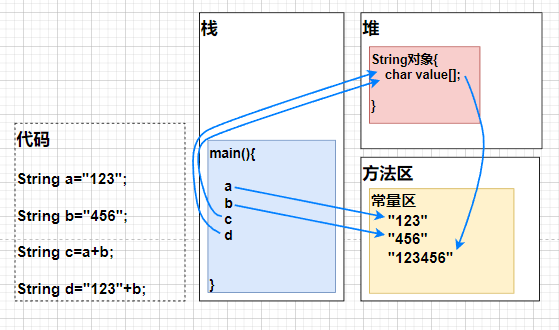 代码
String a="123";
String b="456";
String c=a+b;
String d="123"+b;
栈
main(){
a
b
c
d
}
堆
String对象{
char value[];
}
方法区
常量区
"123"
"456"
"123456"